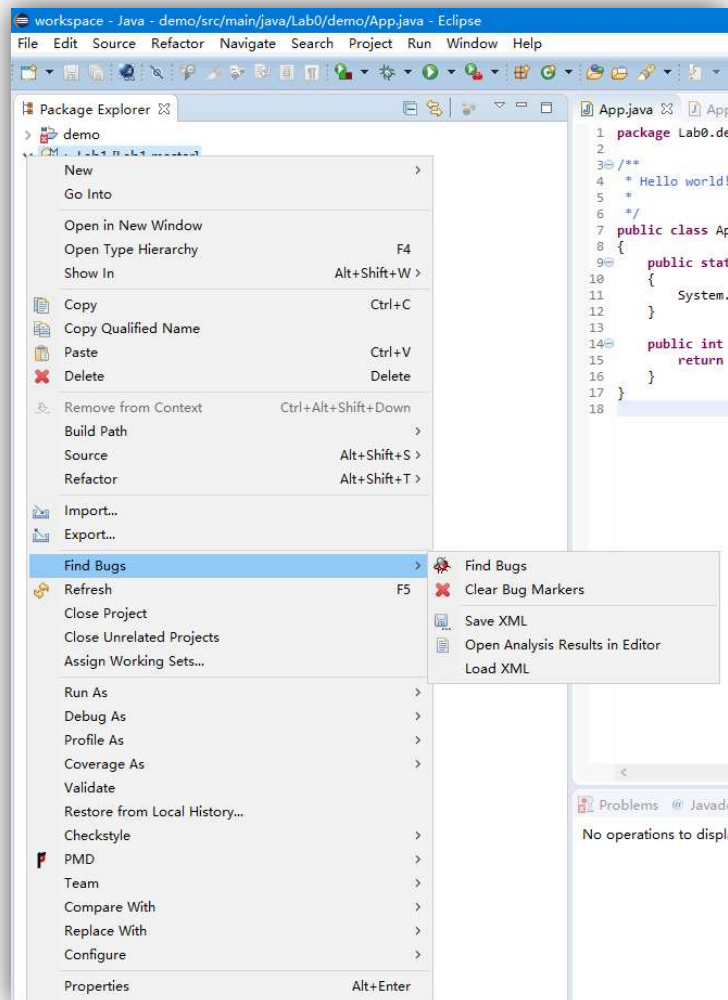 workspace - Java - demo/src/main/java/Lab0/demo/App.java - Eclipse
File Edit Source Refactor Navigate Search Project Run Window Help
Package Explorer
App.java
demo
Lab1 [Lab1 master]
New
Go Into
Open in New Window
Open Type Hierarchy F4
Show In Alt+Shift+W >
Copy Ctrl+C
Copy Qualified Name
Paste Ctrl+V
Delete Delete
Remove from Context Ctrl+Alt+Shift+Down
Build Path >
Source Alt+Shift+S >
Refactor Alt+Shift+T >
Import...
Export...
Find Bugs >
Refresh F5
Close Project
Close Unrelated Projects
Assign Working Sets...
Run As >
Debug As >
Profile As >
Coverage As >
Validate
Restore from Local History...
Checkstyle >
PMD >
Team >
Compare With >
Replace With >
Configure >
Properties Alt+Enter
Find Bugs
Clear Bug Markers
Save XML
Open Analysis Results in Editor
Load XML
1 package Lab0.de
2
3 /**
4 * Hello world!
5 *
6 */
7 public class Ap
8 {
9 public stat
10 {
11 System.
12 }
13
14 public int
15 return
16 }
17 }
18
Problems @ Javad
No operations to displ